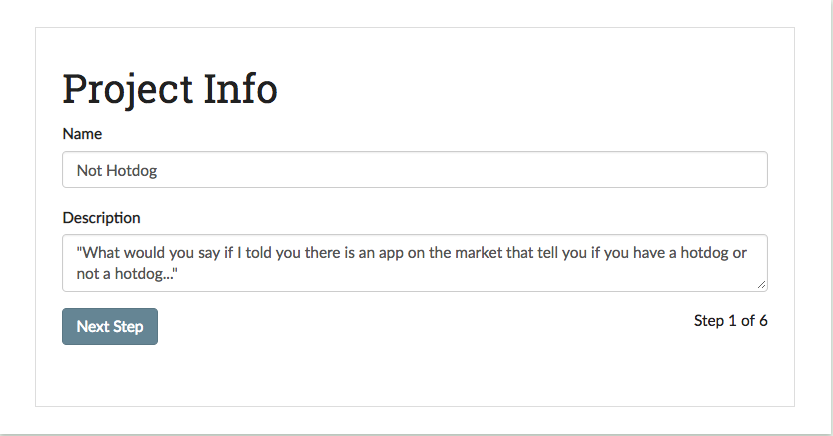 Project Info
Name
Not Hotdog
Description
"What would you say if I told you there is an app on the market that tell you if you have a hotdog or
not a hotdog..."
Next Step
Step 1 of 6